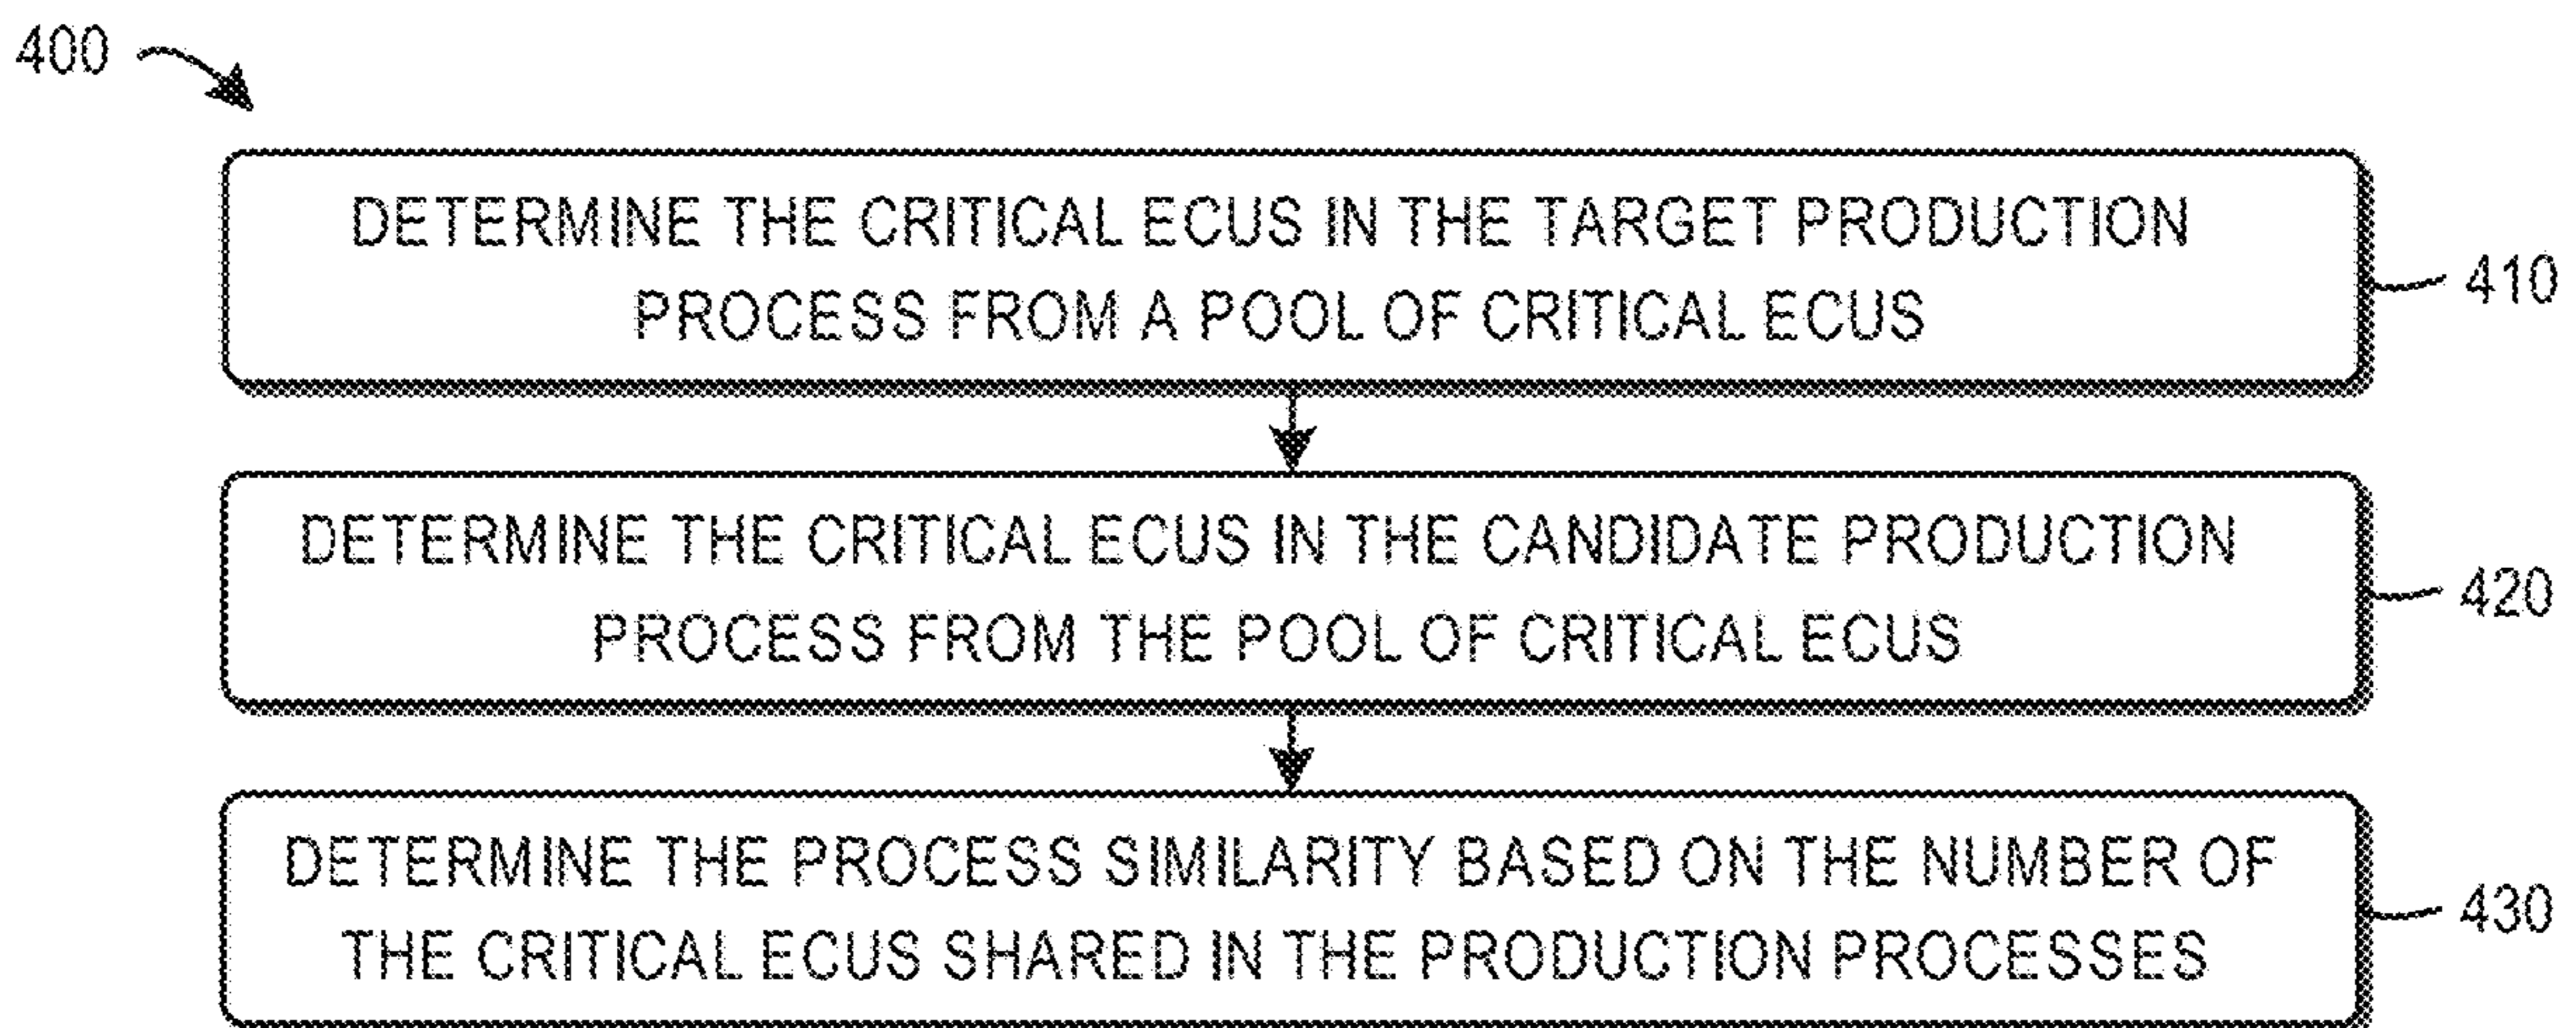 400
DETERMINE THE CRITICAL ECUS IN THE TARGET PRODUCTION
PROCESS FROM A POOL OF CRITICAL ECUS
410
DETERMINE THE CRITICAL ECUS IN THE CANDIDATE PRODUCTION
PROCESS FROM THE POOL OF CRITICAL ECUS
420
DETERMINE THE PROCESS SIMILARITY BASED ON THE NUMBER OF
THE CRITICAL ECUS SHARED IN THE PRODUCTION PROCESSES
430